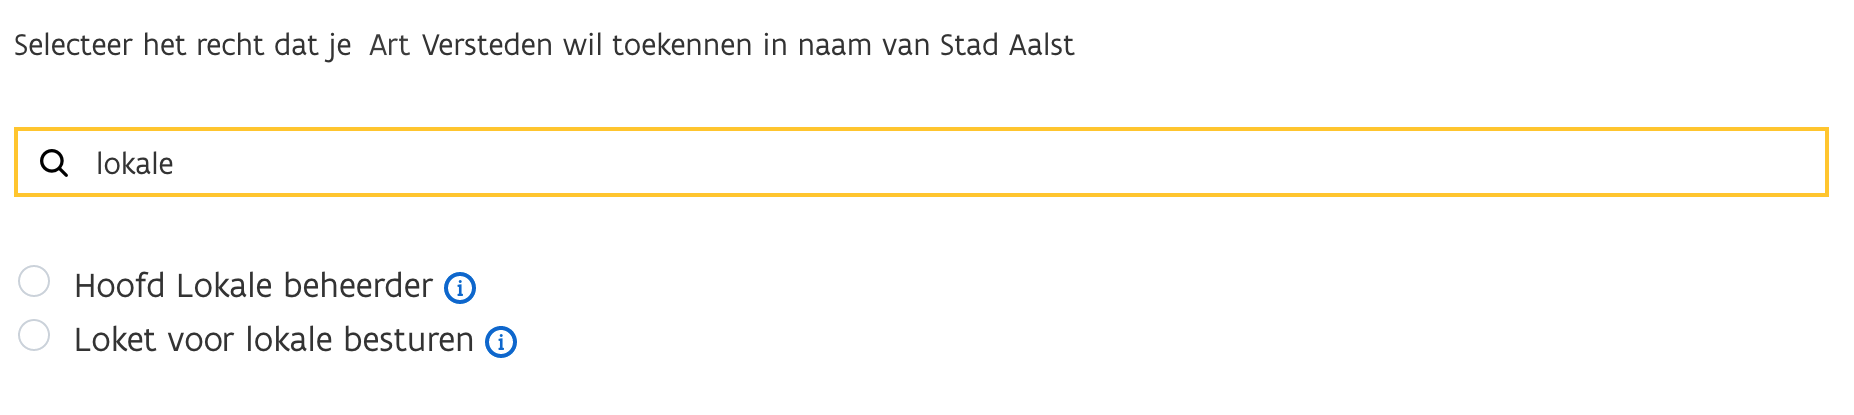 Selecteer het recht dat je Art Versteden wil toekennen in naam van Stad Aalst
lokale
Hoofd Lokale beheerder i
Loket voor lokale besturen i